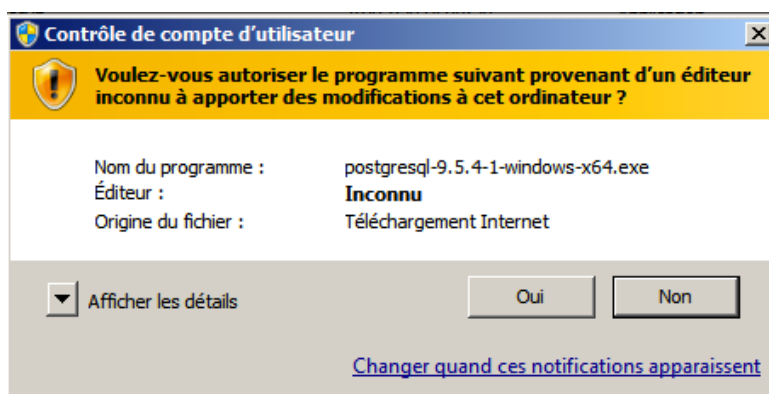 Contrôle de compte d'utilisateur
Voulez-vous autoriser le programme suivant provenant d'un éditeur
inconnu à apporter des modifications à cet ordinateur ?
Nom du programme : postgresql-9.5.4-1-windows-x64.exe
Éditeur : Inconnu
Origine du fichier : Téléchargement Internet
Afficher les détails Oui Non
Changer quand ces notifications apparaissent